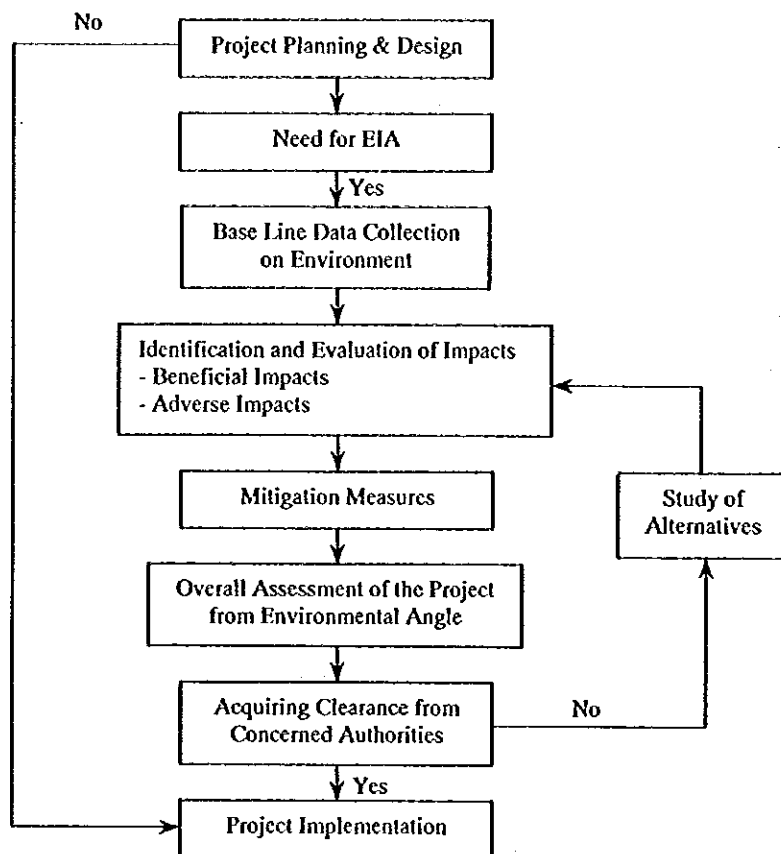 No
Project Planning & Design
Need for EIA
Yes
Base Line Data Collection
on Environment
Identification and Evaluation of Impacts
- Beneficial Impacts
- Adverse Impacts
Mitigation Measures
Study of
Alternatives
Overall Assessment of the Project
from Environmental Angle
Acquiring Clearance from
Concerned Authorities
No
Yes
Project Implementation